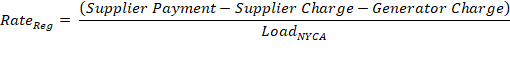 Rate_Reg = (Supplier Payment − Supplier Charge − Generator Charge) / Load_NYCA